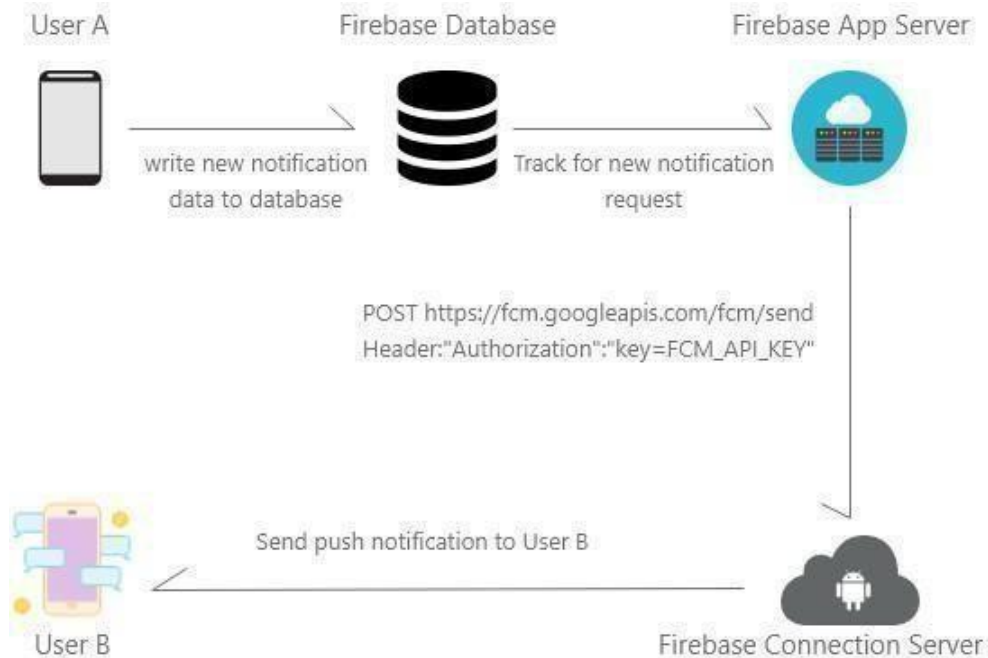 User A
Firebase Database
Firebase App Server
write new notification
data to database
Track for new notification
request
POST https://fcm.googleapis.com/fcm/send
Header:"Authorization":"key=FCM_API_KEY"
Send push notification to User B
User B
Firebase Connection Server